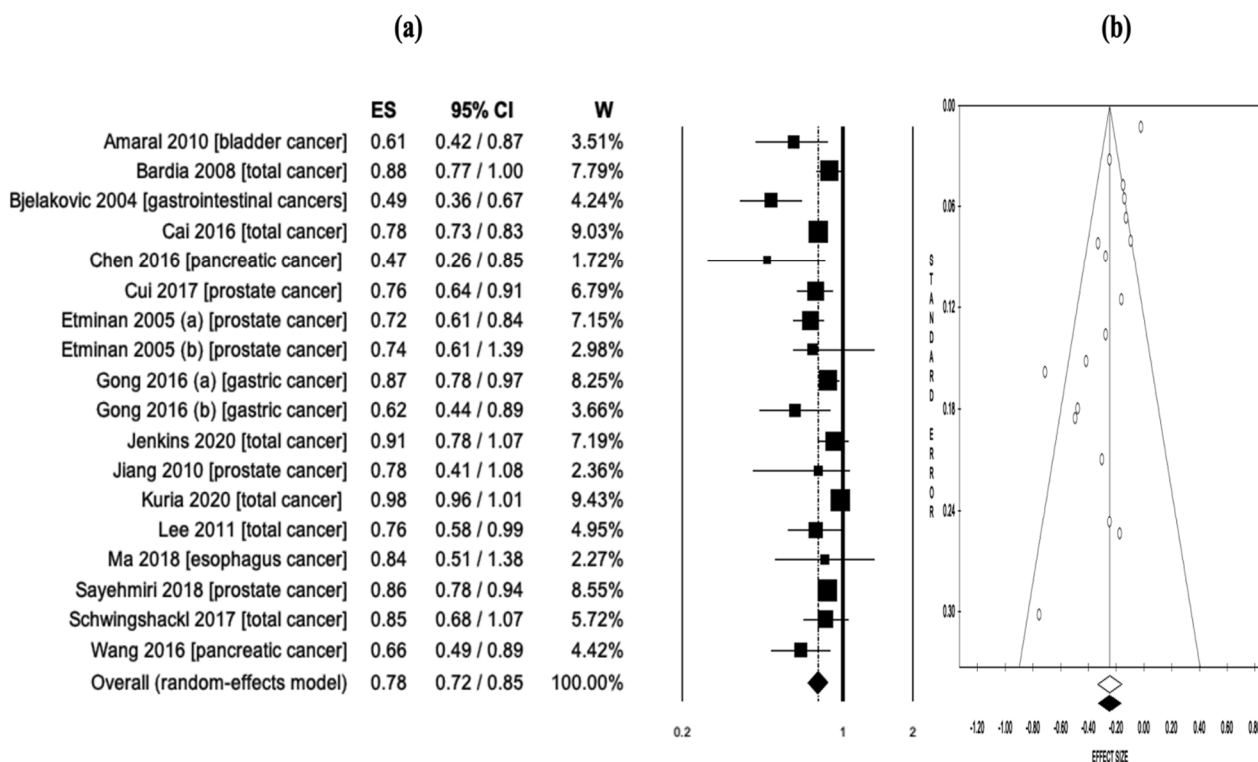 (a)
(b)
ES 95% CI W
Amaral 2010 [bladder cancer] 0.61 0.42 / 0.87 3.51%
Bardia 2008 [total cancer] 0.88 0.77 / 1.00 7.79%
Bjelakovic 2004 [gastrointestinal cancers] 0.49 0.36 / 0.67 4.24%
Cai 2016 [total cancer] 0.78 0.73 / 0.83 9.03%
Chen 2016 [pancreatic cancer] 0.47 0.26 / 0.85 1.72%
Cui 2017 [prostate cancer] 0.76 0.64 / 0.91 6.79%
Etminan 2005 (a) [prostate cancer] 0.72 0.61 / 0.84 7.15%
Etminan 2005 (b) [prostate cancer] 0.74 0.61 / 1.39 2.98%
Gong 2016 (a) [gastric cancer] 0.87 0.78 / 0.97 8.25%
Gong 2016 (b) [gastric cancer] 0.62 0.44 / 0.89 3.66%
Jenkins 2020 [total cancer] 0.91 0.78 / 1.07 7.19%
Jiang 2010 [prostate cancer] 0.78 0.41 / 1.08 2.36%
Kuria 2020 [total cancer] 0.98 0.96 / 1.01 9.43%
Lee 2011 [total cancer] 0.76 0.58 / 0.99 4.95%
Ma 2018 [esophagus cancer] 0.84 0.51 / 1.38 2.27%
Sayehmiri 2018 [prostate cancer] 0.86 0.78 / 0.94 8.55%
Schwingshackl 2017 [total cancer] 0.85 0.68 / 1.07 5.72%
Wang 2016 [pancreatic cancer] 0.66 0.49 / 0.89 4.42%
Overall (random-effects model) 0.78 0.72 / 0.85 100.00%
0.2 1 2
STANDARD ERROR
0.00
0.06
0.12
0.18
0.24
0.30
-1.20 -1.00 -0.80 -0.60 -0.40 -0.20 0.00 0.20 0.40 0.60
EFFECT SIZE